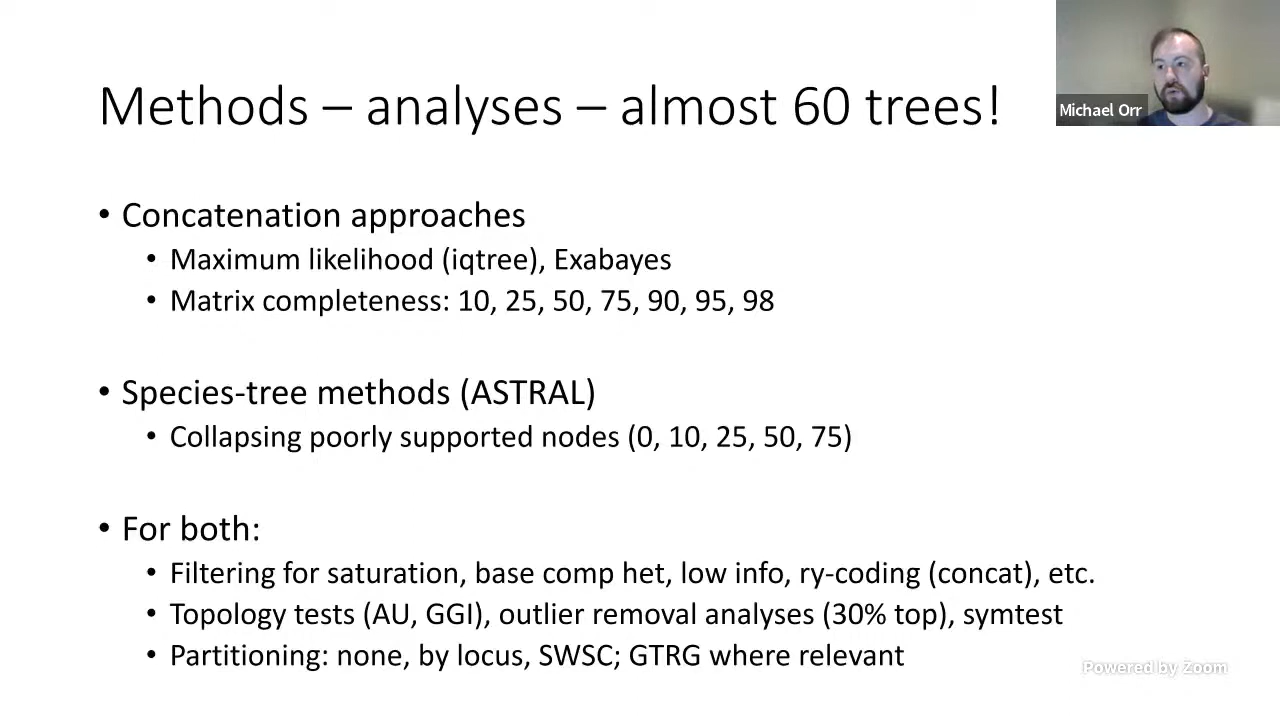 Methods – analyses – almost 60 trees!
Michael Orr
• Concatenation approaches
• Maximum likelihood (iqtree), Exabayes
• Matrix completeness: 10, 25, 50, 75, 90, 95, 98
• Species-tree methods (ASTRAL)
• Collapsing poorly supported nodes (0, 10, 25, 50, 75)
• For both:
• Filtering for saturation, base comp het, low info, ry-coding (concat), etc.
• Topology tests (AU, GGI), outlier removal analyses (30% top), symtest
• Partitioning: none, by locus, SWSC; GTRG where relevant
Powered by Zoom